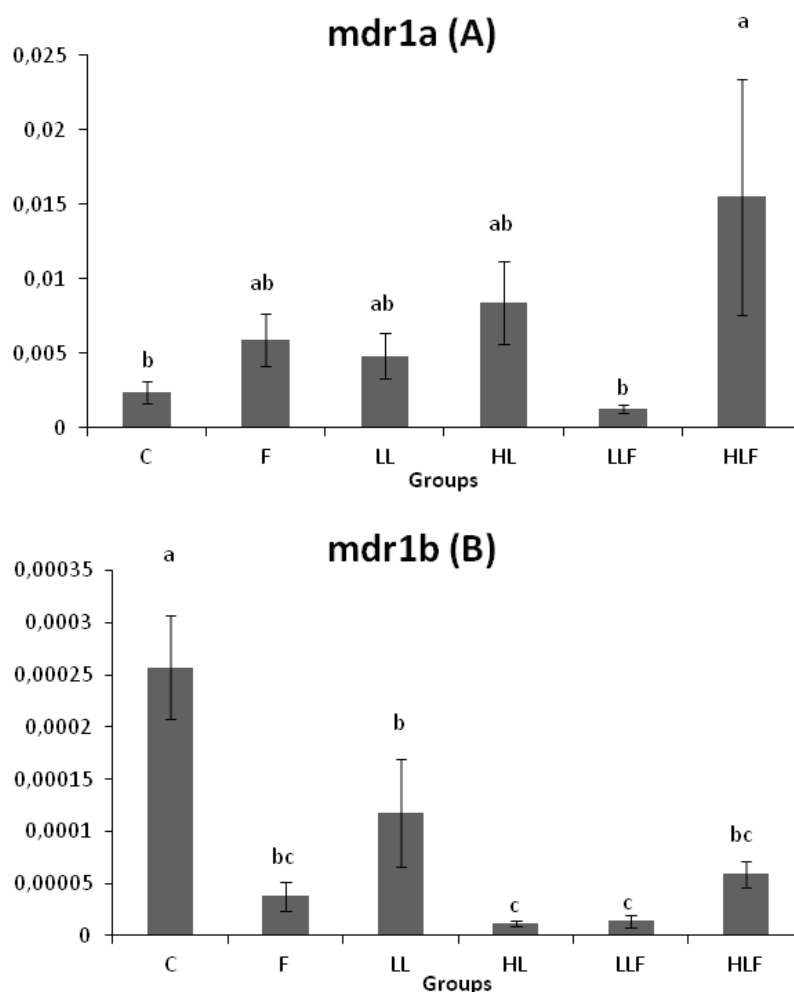 mdr1a (A)
a
0,025
0,02
0,015
0,01
0,005
0
b
ab
ab
ab
b
C F LL HL LLF HLF
Groups
mdr1b (B)
a
0,00035
0,0003
0,00025
0,0002
0,00015
0,0001
0,00005
0
bc
b
c
c
bc
C F LL HL LLF HLF
Groups